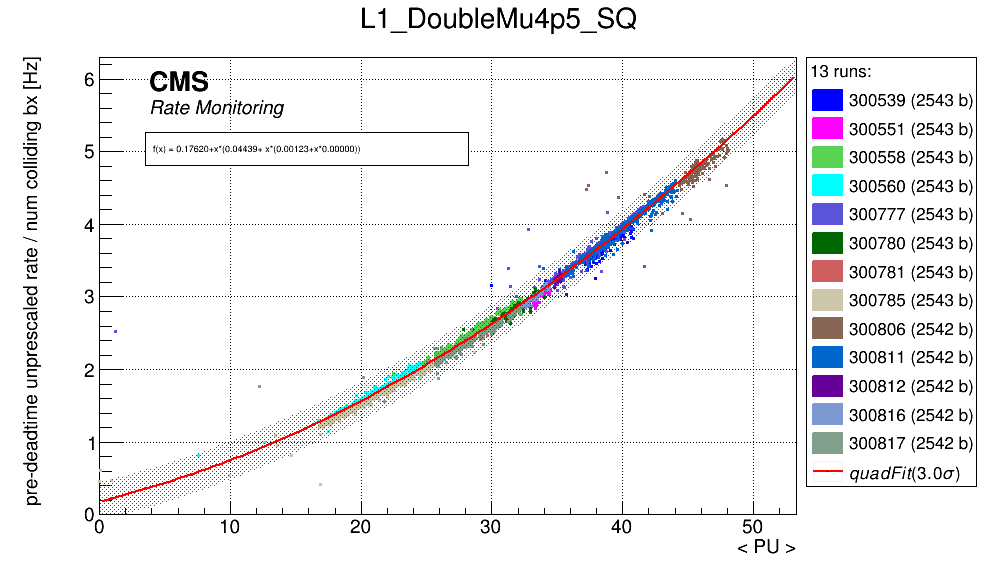 L1_DoubleMu4p5_SQ
pre-deadtime unprescaled rate / num colliding bx [Hz]
6
5
4
3
2
1
0
CMS
Rate Monitoring
f(x) = 0.17620+x*(0.04439+ x*(0.00123+x*0.00000))
0 10 20 30 40 50
< PU >
13 runs:
300539 (2543 b)
300551 (2543 b)
300558 (2543 b)
300560 (2543 b)
300777 (2543 b)
300780 (2543 b)
300781 (2543 b)
300785 (2543 b)
300806 (2542 b)
300811 (2542 b)
300812 (2542 b)
300816 (2542 b)
300817 (2542 b)
quadFit(3.0σ)